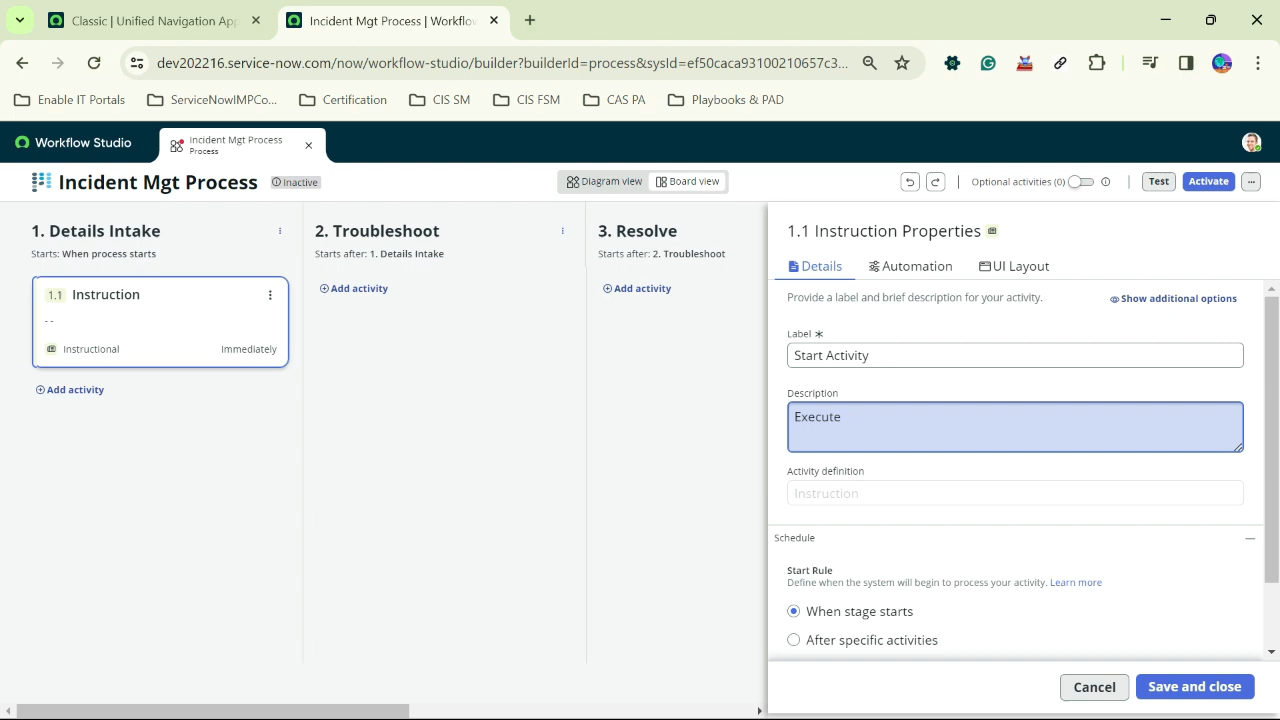 Classic | Unified Navigation Ap
Incident Mgt Process | Workflow
dev202216.service-now.com/now/workflow-studio/builder?builderId=process&sysId=ef50caca93100210657c3...
Enable IT Portals
ServiceNowIMPCo...
Certification
CIS SM
CIS FSM
CAS PA
Playbooks & PAD
Workflow Studio
Incident Mgt Process
Process
Incident Mgt Process
Inactive
Diagram view
Board view
Optional activities (0)
Test
Activate
1. Details Intake
Starts: When process starts
2. Troubleshoot
Starts after: 1. Details Intake
3. Resolve
Starts after: 2. Troubleshoot
1.1 Instruction
--
Instructional
Immediately
Add activity
Add activity
Add activity
1.1 Instruction Properties
Details
Automation
UI Layout
Provide a label and brief description for your activity.
Show additional options
Label *
Start Activity
Description
Execute
Activity definition
Instruction
Schedule
Start Rule
Define when the system will begin to process your activity. Learn more
When stage starts
After specific activities
Cancel
Save and close